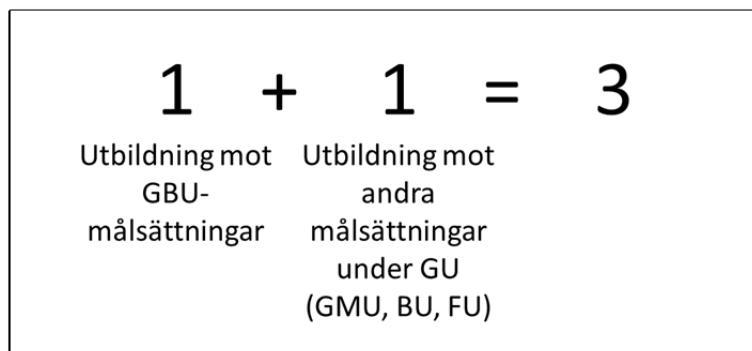 1 + 1 = 3
Utbildning mot
GBU-
målsättningar
Utbildning mot
andra
målsättningar
under GU
(GMU, BU, FU)